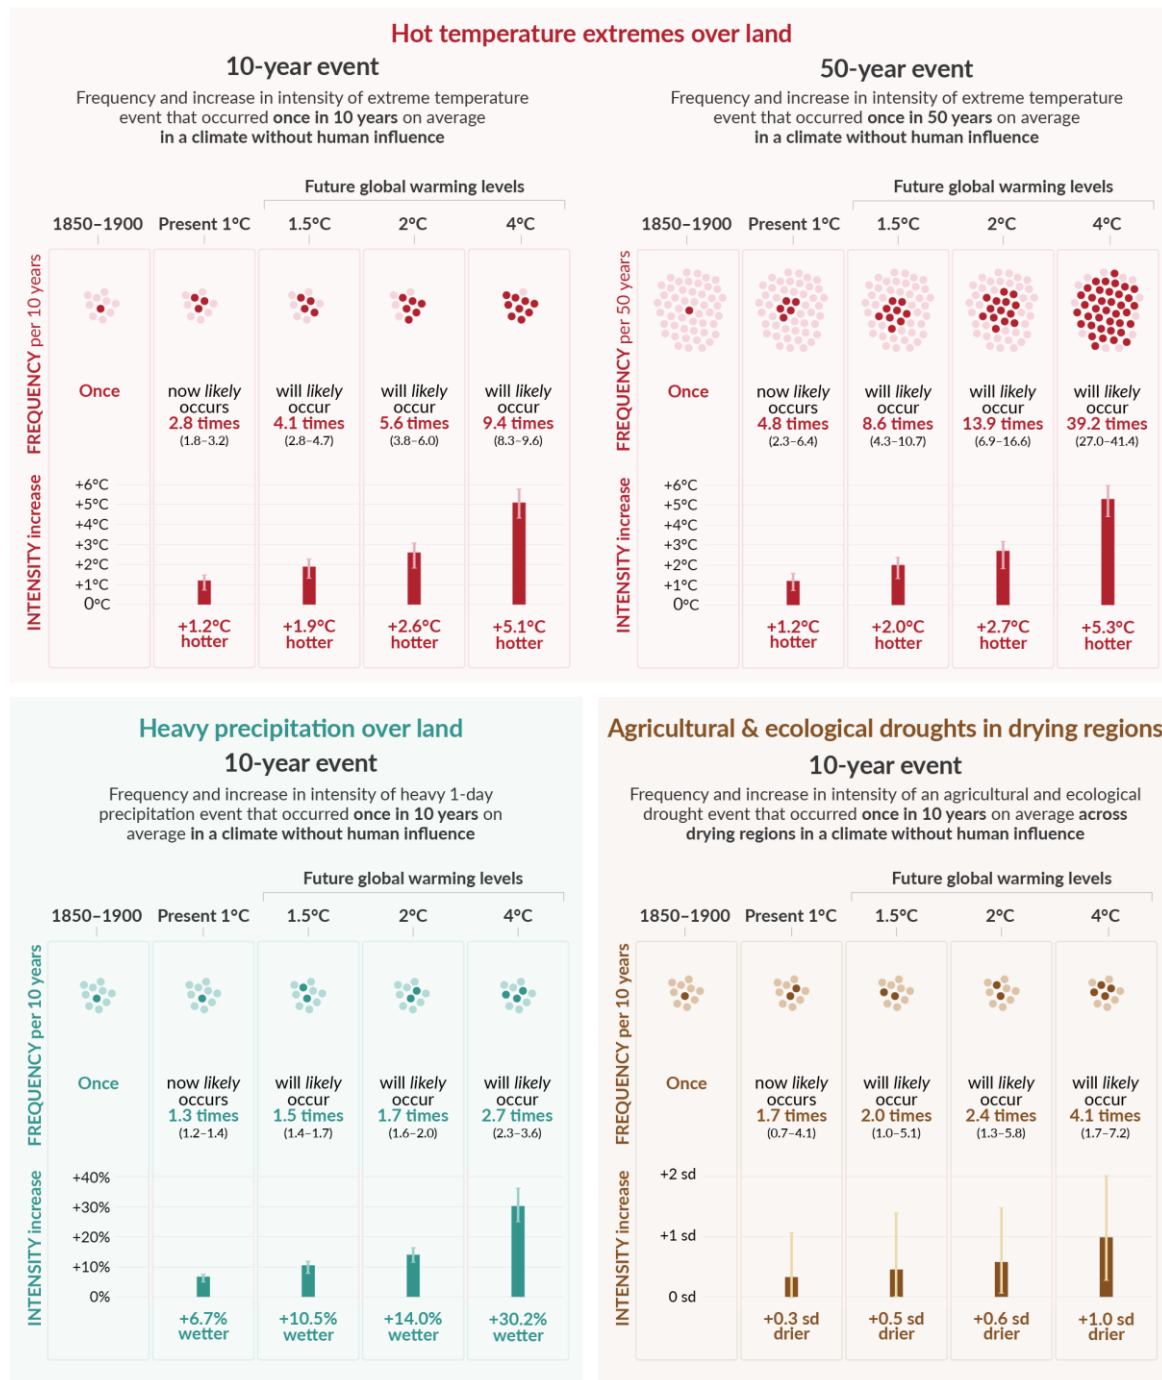 Hot temperature extremes over land
10-year event
Frequency and increase in intensity of extreme temperature
event that occurred once in 10 years on average
in a climate without human influence
Future global warming levels
1850–1900 Present 1°C 1.5°C 2°C 4°C
FREQUENCY per 10 years
Once
now likely occurs 2.8 times (1.8–3.2)
will likely occur 4.1 times (2.8–4.7)
will likely occur 5.6 times (3.8–6.0)
will likely occur 9.4 times (8.3–9.6)
INTENSITY increase
+6°C
+5°C
+4°C
+3°C
+2°C
+1°C
0°C
+1.2°C hotter
+1.9°C hotter
+2.6°C hotter
+5.1°C hotter
50-year event
Frequency and increase in intensity of extreme temperature
event that occurred once in 50 years on average
in a climate without human influence
Future global warming levels
1850–1900 Present 1°C 1.5°C 2°C 4°C
FREQUENCY per 50 years
Once
now likely occurs 4.8 times (2.3–6.4)
will likely occur 8.6 times (4.3–10.7)
will likely occur 13.9 times (6.9–16.6)
will likely occur 39.2 times (27.0–41.4)
INTENSITY increase
+6°C
+5°C
+4°C
+3°C
+2°C
+1°C
0°C
+1.2°C hotter
+2.0°C hotter
+2.7°C hotter
+5.3°C hotter
Heavy precipitation over land
10-year event
Frequency and increase in intensity of heavy 1-day
precipitation event that occurred once in 10 years on
average in a climate without human influence
Future global warming levels
1850–1900 Present 1°C 1.5°C 2°C 4°C
FREQUENCY per 10 years
Once
now likely occurs 1.3 times (1.2–1.4)
will likely occur 1.5 times (1.4–1.7)
will likely occur 1.7 times (1.6–2.0)
will likely occur 2.7 times (2.3–3.6)
INTENSITY increase
+40%
+30%
+20%
+10%
0%
+6.7% wetter
+10.5% wetter
+14.0% wetter
+30.2% wetter
Agricultural & ecological droughts in drying regions
10-year event
Frequency and increase in intensity of an agricultural and ecological
drought event that occurred once in 10 years on average across
drying regions in a climate without human influence
Future global warming levels
1850–1900 Present 1°C 1.5°C 2°C 4°C
FREQUENCY per 10 years
Once
now likely occurs 1.7 times (0.7–4.1)
will likely occur 2.0 times (1.0–5.1)
will likely occur 2.4 times (1.3–5.8)
will likely occur 4.1 times (1.7–7.2)
INTENSITY increase
+2 sd
+1 sd
0 sd
+0.3 sd drier
+0.5 sd drier
+0.6 sd drier
+1.0 sd drier